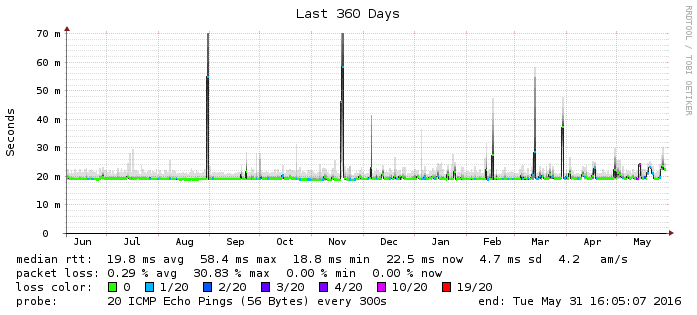 Last 360 Days
RRDTOOL / TOBI OETIKER
Seconds
70 m
60 m
50 m
40 m
30 m
20 m
10 m
0
Jun Jul Aug Sep Oct Nov Dec Jan Feb Mar Apr May
median rtt: 19.8 ms avg 58.4 ms max 18.8 ms min 22.5 ms now 4.7 ms sd 4.2 am/s
packet loss: 0.29 % avg 30.83 % max 0.00 % min 0.00 % now
loss color: 0 1/20 2/20 3/20 4/20 10/20 19/20
probe: 20 ICMP Echo Pings (56 Bytes) every 300s end: Tue May 31 16:05:07 2016